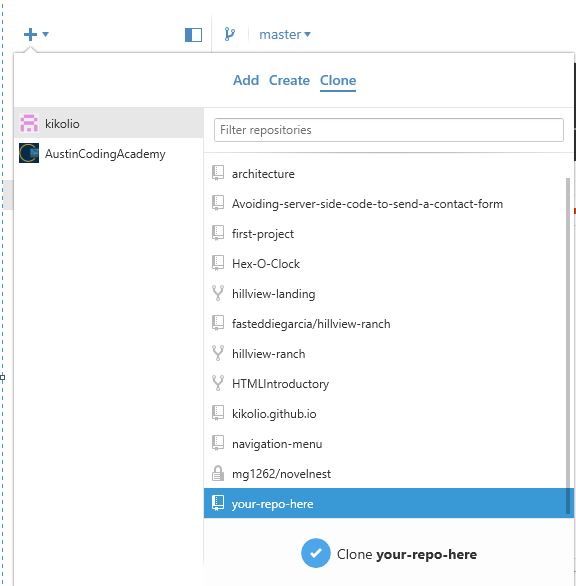 master
Add Create Clone
kikolio
AustinCodingAcademy
Filter repositories
architecture
Avoiding-server-side-code-to-send-a-contact-form
first-project
Hex-O-Clock
hillview-landing
fasteddiegarcia/hillview-ranch
hillview-ranch
HTMLIntroductory
kikolio.github.io
navigation-menu
mg1262/novelnest
your-repo-here
Clone your-repo-here